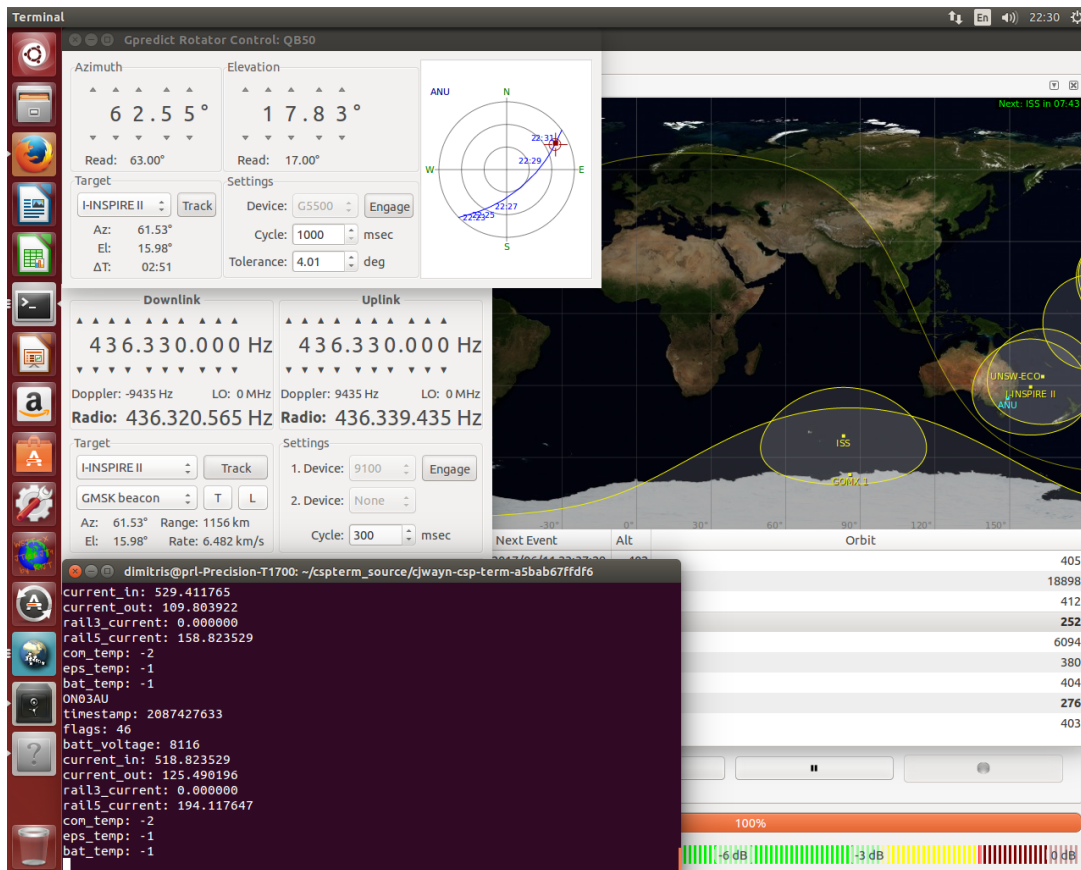 Terminal
En
22:30
Gpredict Rotator Control: QB50
Azimuth
Elevation
62.55°
17.83°
Read: 63.00°
Read: 17.00°
Target
Settings
I-INSPIRE II
Track
Device: G5500
Engage
Az: 61.53°
Cycle: 1000 msec
El: 15.98°
ΔT: 02:51
Tolerance: 4.01 deg
ANU
N
W
E
S
22:31
22:29
22:27
22:25
Next: ISS in 07:43
Downlink
Uplink
436.330.000 Hz
436.330.000 Hz
Doppler: -9435 Hz
LO: 0 MHz
Doppler: 9435 Hz
LO: 0 MHz
Radio: 436.320.565 Hz
Radio: 436.339.435 Hz
Target
Settings
I-INSPIRE II
Track
1. Device: 9100
Engage
GMSK beacon
T
L
2. Device: None
Az: 61.53°
Range: 1156 km
El: 15.98°
Rate: 6.482 km/s
Cycle: 300 msec
UNSW-ECO
I-INSPIRE II
ANU
ISS
GOMX 1
-30°
0°
30°
60°
90°
120°
150°
Next Event
Alt
Orbit
405
18898
412
252
6094
380
404
276
403
dimitris@prl-Precision-T1700: ~/cspterm_source/cjwayn-csp-term-a5bab67ffdf6
current_in: 529.411765
current_out: 109.803922
rail3_current: 0.000000
rail5_current: 158.823529
com_temp: -2
eps_temp: -1
bat_temp: -1
ON03AU
timestamp: 2087427633
flags: 46
batt_voltage: 8116
current_in: 518.823529
current_out: 125.490196
rail3_current: 0.000000
rail5_current: 194.117647
com_temp: -2
eps_temp: -1
bat_temp: -1
100%
-6 dB
-3 dB
0 dB